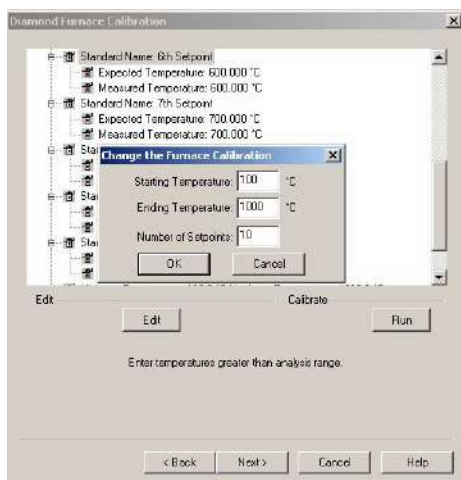 Diamond Furnace Calibration
Standard Name: 6th Setpoint
Expected Temperature: 600.000 °C
Measured Temperature: 600.000 °C
Standard Name: 7th Setpoint
Expected Temperature: 700.000 °C
Measured Temperature: 700.000 °C
Sta
Change the Furnace Calibration
Starting Temperature: 100 °C
Sta
Ending Temperature: 1000 °C
Number of Setpoints: 10
Sta
OK Cancel
Edit Calibrate
Edit Run
Enter temperatures greater than analysis range.
< Back Next > Cancel Help